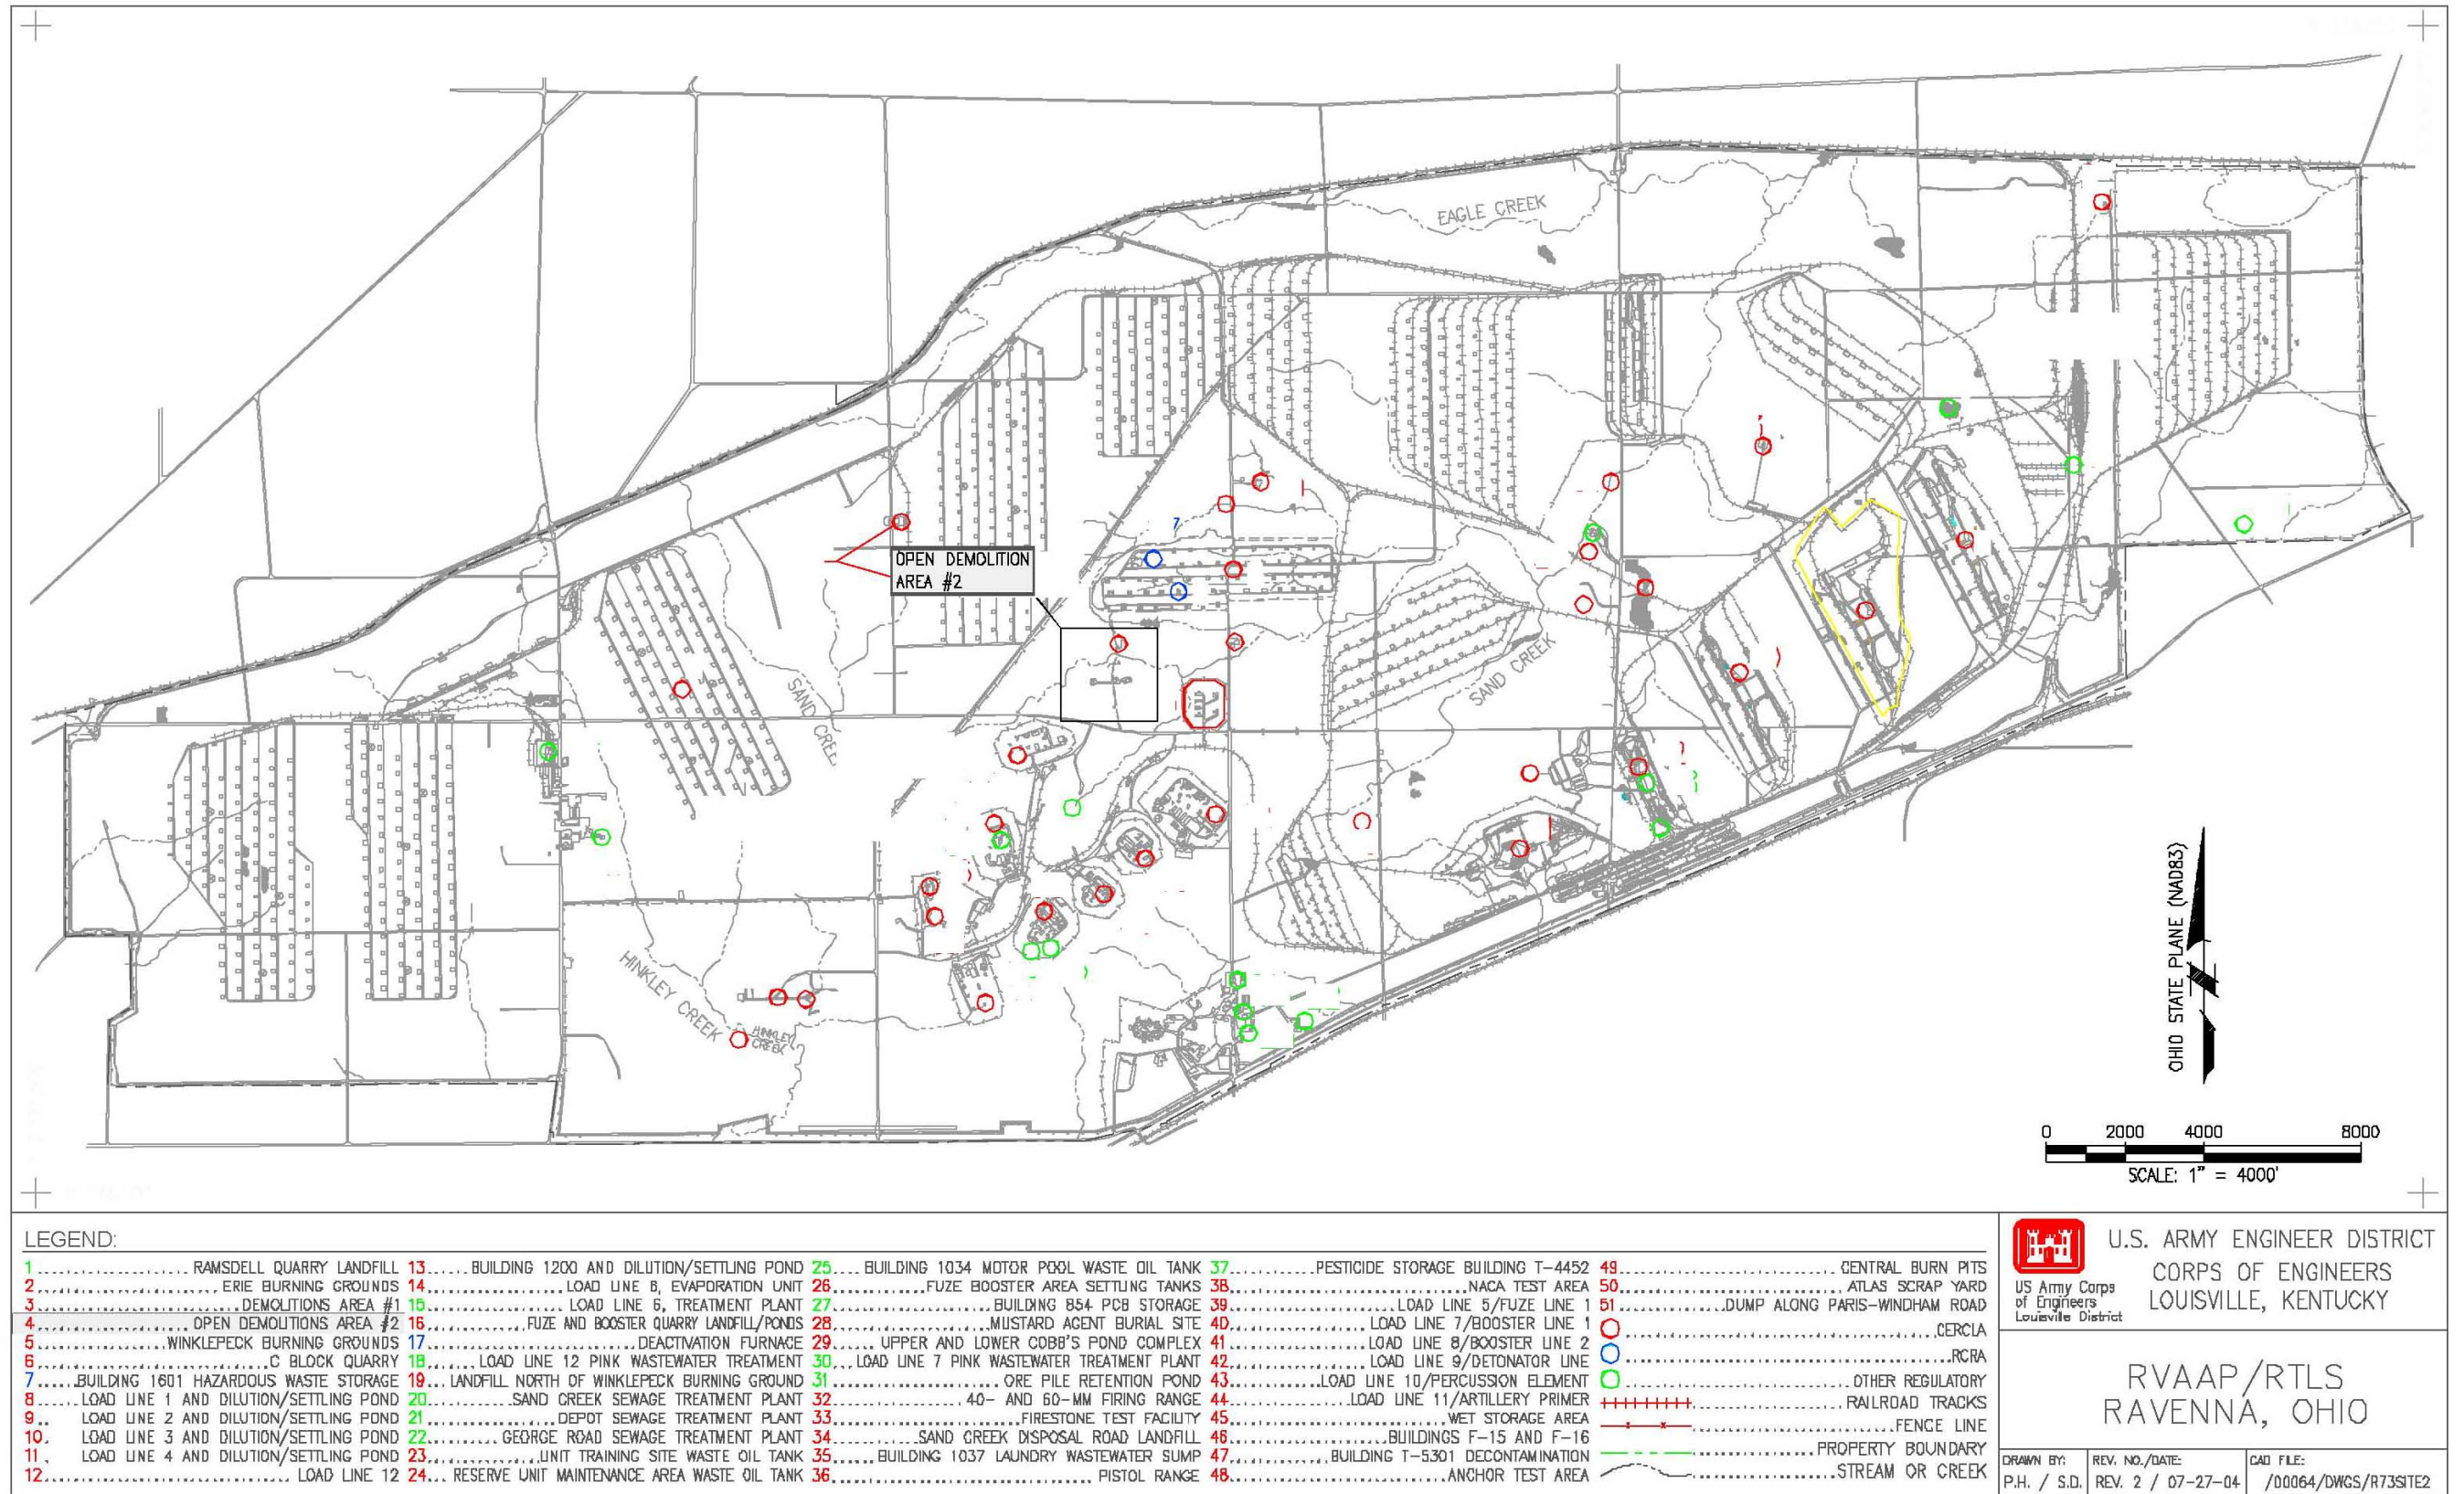 EAGLE CREEK
7
OPEN DEMOLITION
AREA #2
SAND CREEK
SAND CREE
HINKLEY CREEK
HINKLEY
CREEK
OHIO STATE PLANE (NAD83)
0 2000 4000 8000
SCALE: 1" = 4000'
LEGEND:
1 RAMSDELL QUARRY LANDFILL
2 ERIE BURNING GROUNDS
3 DEMOLITIONS AREA #1
4 OPEN DEMOLITIONS AREA #2
5 WINKLEPECK BURNING GROUNDS
6 C BLOCK QUARRY
7 BUILDING 1601 HAZARDOUS WASTE STORAGE
8 LOAD LINE 1 AND DILUTION/SETTLING POND
9 LOAD LINE 2 AND DILUTION/SETTLING POND
10 LOAD LINE 3 AND DILUTION/SETTLING POND
11 LOAD LINE 4 AND DILUTION/SETTLING POND
12 LOAD LINE 12
13 BUILDING 1200 AND DILUTION/SETTLING POND
14 LOAD LINE 6, EVAPORATION UNIT
15 LOAD LINE 6, TREATMENT PLANT
16 FUZE AND BOOSTER QUARRY LANDFILL/PONDS
17 DEACTIVATION FURNACE
18 LOAD LINE 12 PINK WASTEWATER TREATMENT
19 LANDFILL NORTH OF WINKLEPECK BURNING GROUND
20 SAND CREEK SEWAGE TREATMENT PLANT
21 DEPOT SEWAGE TREATMENT PLANT
22 GEORGE ROAD SEWAGE TREATMENT PLANT
23 UNIT TRAINING SITE WASTE OIL TANK
24 RESERVE UNIT MAINTENANCE AREA WASTE OIL TANK
25 BUILDING 1034 MOTOR POOL WASTE OIL TANK
26 FUZE BOOSTER AREA SETTLING TANKS
27 BUILDING 854 PCB STORAGE
28 MUSTARD AGENT BURIAL SITE
29 UPPER AND LOWER COBB'S POND COMPLEX
30 LOAD LINE 7 PINK WASTEWATER TREATMENT PLANT
31 ORE PILE RETENTION POND
32 40- AND 60-MM FIRING RANGE
33 FIRESTONE TEST FACILITY
34 SAND CREEK DISPOSAL ROAD LANDFILL
35 BUILDING 1037 LAUNDRY WASTEWATER SUMP
36 PISTOL RANGE
37 PESTICIDE STORAGE BUILDING T-4452
38 NACA TEST AREA
39 LOAD LINE 5/FUZE LINE 1
40 LOAD LINE 7/BOOSTER LINE 1
41 LOAD LINE 8/BOOSTER LINE 2
42 LOAD LINE 9/DETONATOR LINE
43 LOAD LINE 10/PERCUSSION ELEMENT
44 LOAD LINE 11/ARTILLERY PRIMER
45 WET STORAGE AREA
46 BUILDINGS F-15 AND F-16
47 BUILDING T-5301 DECONTAMINATION
48 ANCHOR TEST AREA
49 CENTRAL BURN PITS
50 ATLAS SCRAP YARD
51 DUMP ALONG PARIS-WINDHAM ROAD
CERCLA
RCRA
OTHER REGULATORY
RAILROAD TRACKS
FENCE LINE
PROPERTY BOUNDARY
STREAM OR CREEK
US Army Corps
of Engineers
Louisville District
U.S. ARMY ENGINEER DISTRICT
CORPS OF ENGINEERS
LOUISVILLE, KENTUCKY
RVAAP/RTLS
RAVENNA, OHIO
DRAWN BY:
P.H. / S.D.
REV. NO./DATE:
REV. 2 / 07-27-04
CAD FILE:
/00064/DWGS/R73SITE2